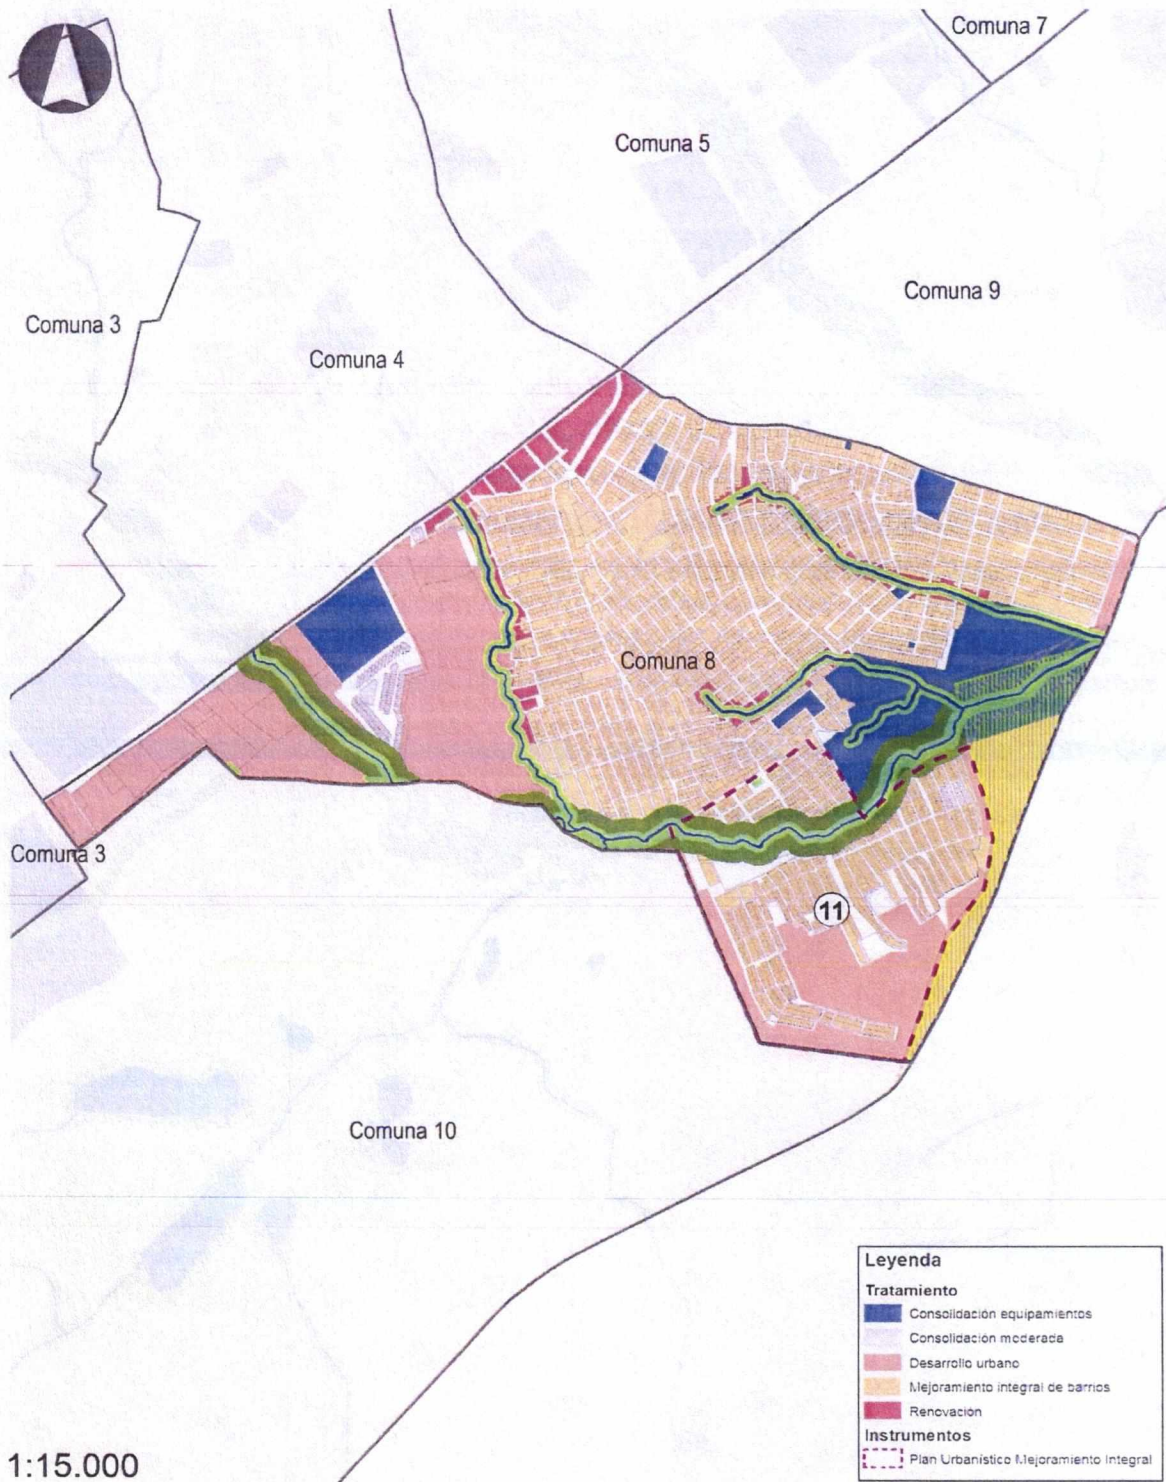 Comuna 7
Comuna 5
Comuna 9
Comuna 3
Comuna 4
Comuna 8
Comuna 3
11
Comuna 10
Leyenda
Tratamiento
Consolidación equipamientos
Consolidación moderada
Desarrollo urbano
Mejoramiento integral de barrios
Renovación
Instrumentos
Plan Urbanístico Mejoramiento Integral
1:15.000